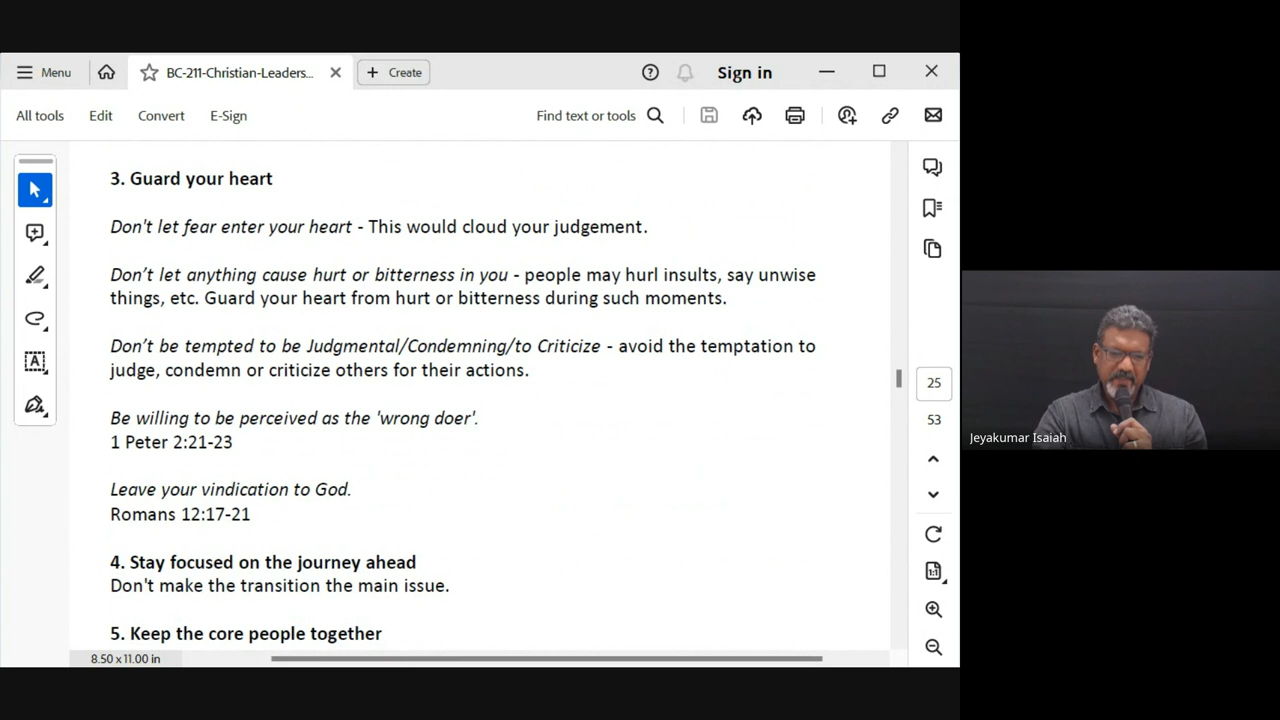 Menu
BC-211-Christian-Leaders...
Create
Sign in
All tools
Edit
Convert
E-Sign
Find text or tools
3. Guard your heart
Don't let fear enter your heart - This would cloud your judgement.
Don’t let anything cause hurt or bitterness in you - people may hurl insults, say unwise
things, etc. Guard your heart from hurt or bitterness during such moments.
Don’t be tempted to be Judgmental/Condemning/to Criticize - avoid the temptation to
judge, condemn or criticize others for their actions.
Be willing to be perceived as the 'wrong doer'.
1 Peter 2:21-23
Leave your vindication to God.
Romans 12:17-21
4. Stay focused on the journey ahead
Don't make the transition the main issue.
5. Keep the core people together
8.50 x 11.00 in
25
53
1:1
Jeyakumar Isaiah